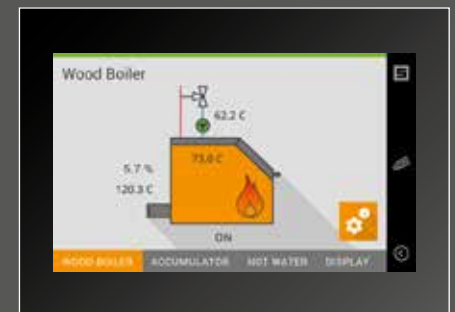 Wood Boiler
62.2 C
73.0 C
5.7 %
120.3 C
ON
WOOD BOILER ACCUMULATOR HOT WATER DISPLAY